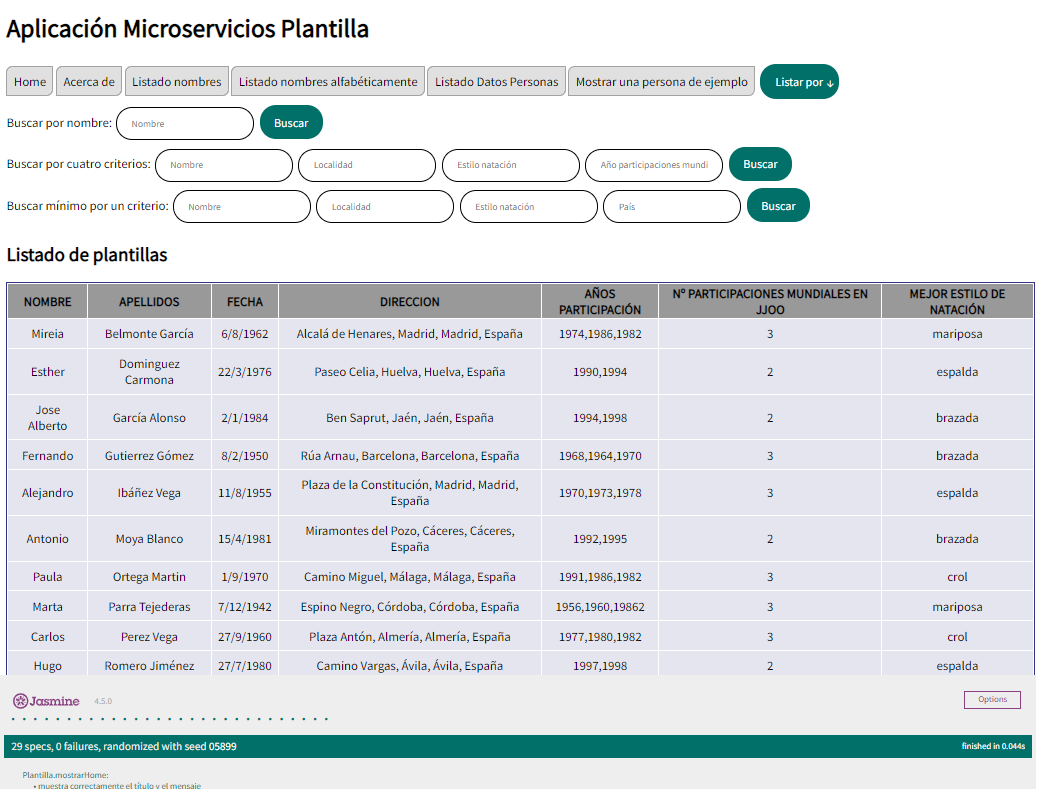 Aplicación Microservicios Plantilla
Home Acerca de Listado nombres Listado nombres alfabéticamente Listado Datos Personas Mostrar una persona de ejemplo Listar por ↓
Buscar por nombre: Nombre Buscar
Buscar por cuatro criterios: Nombre Localidad Estilo natación Año participaciones mundi Buscar
Buscar mínimo por un criterio: Nombre Localidad Estilo natación País Buscar
Listado de plantillas
NOMBRE APELLIDOS FECHA DIRECCION AÑOS PARTICIPACIÓN Nº PARTICIPACIONES MUNDIALES EN JJOO MEJOR ESTILO DE NATACIÓN
Mireia Belmonte García 6/8/1962 Alcalá de Henares, Madrid, Madrid, España 1974,1986,1982 3 mariposa
Esther Dominguez Carmona 22/3/1976 Paseo Celia, Huelva, Huelva, España 1990,1994 2 espalda
Jose Alberto García Alonso 2/1/1984 Ben Saprut, Jaén, Jaén, España 1994,1998 2 brazada
Fernando Gutierrez Gómez 8/2/1950 Rúa Arnau, Barcelona, Barcelona, España 1968,1964,1970 3 brazada
Alejandro Ibáñez Vega 11/8/1955 Plaza de la Constitución, Madrid, Madrid, España 1970,1973,1978 3 espalda
Antonio Moya Blanco 15/4/1981 Miramontes del Pozo, Cáceres, Cáceres, España 1992,1995 2 brazada
Paula Ortega Martin 1/9/1970 Camino Miguel, Málaga, Málaga, España 1991,1986,1982 3 crol
Marta Parra Tejederas 7/12/1942 Espino Negro, Córdoba, Córdoba, España 1956,1960,19862 3 mariposa
Carlos Perez Vega 27/9/1960 Plaza Antón, Almería, Almería, España 1977,1980,1982 3 crol
Hugo Romero Jiménez 27/7/1980 Camino Vargas, Ávila, Ávila, España 1997,1998 2 espalda
Jasmine 4.5.0 Options
29 specs, 0 failures, randomized with seed 05899 finished in 0.044s
Plantilla.mostrarHome:
• muestra correctamente el título y el mensaje